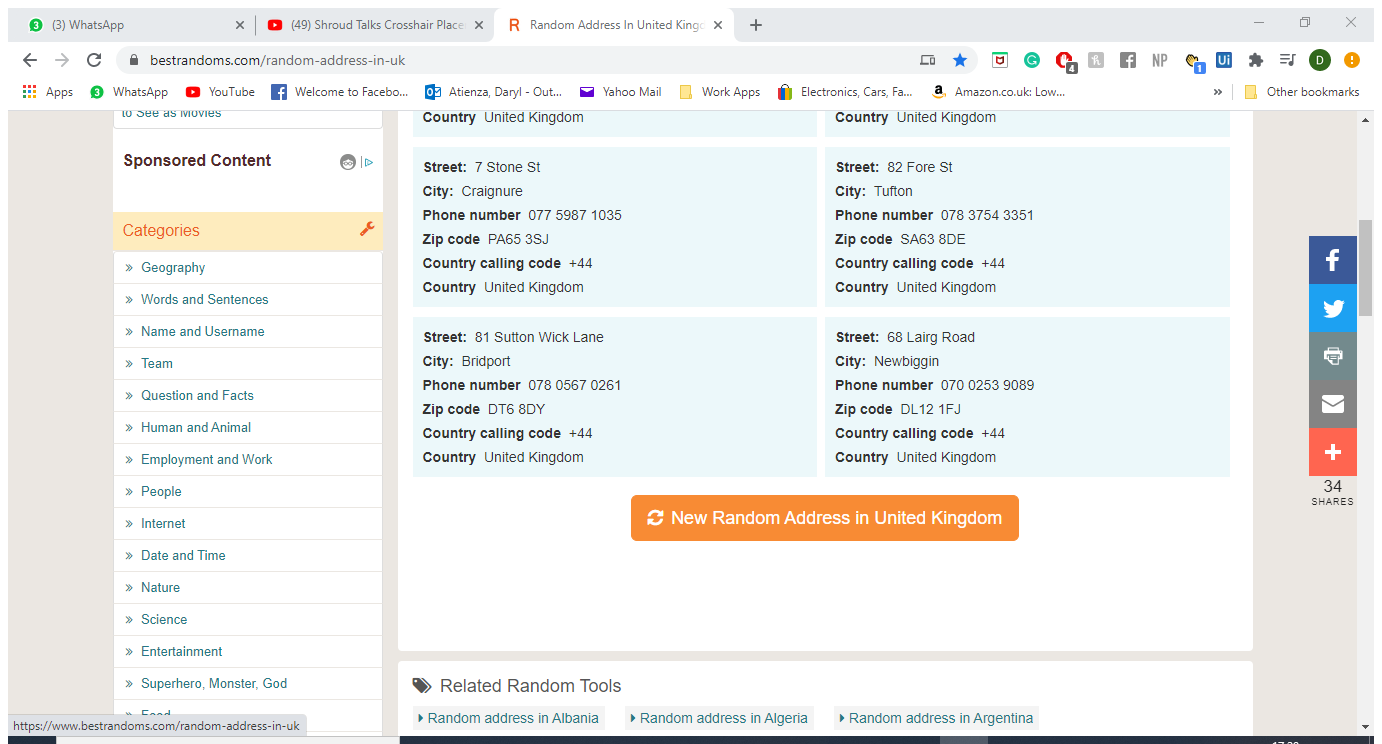 (3) WhatsApp
(49) Shroud Talks Crosshair Place
Random Address In United Kingd
bestrandoms.com/random-address-in-uk
4
NP
1
Ui
D
Apps
3
WhatsApp
YouTube
Welcome to Facebo...
Atienza, Daryl - Out...
Yahoo Mail
Work Apps
Electronics, Cars, Fa...
Amazon.co.uk: Low...
»
Other bookmarks
to See as Movies
Sponsored Content
Categories
» Geography
» Words and Sentences
» Name and Username
» Team
» Question and Facts
» Human and Animal
» Employment and Work
» People
» Internet
» Date and Time
» Nature
» Science
» Entertainment
» Superhero, Monster, God
» Food
https://www.bestrandoms.com/random-address-in-uk
Country United Kingdom
Country United Kingdom
Street: 7 Stone St
City: Craignure
Phone number 077 5987 1035
Zip code PA65 3SJ
Country calling code +44
Country United Kingdom
Street: 82 Fore St
City: Tufton
Phone number 078 3754 3351
Zip code SA63 8DE
Country calling code +44
Country United Kingdom
Street: 81 Sutton Wick Lane
City: Bridport
Phone number 078 0567 0261
Zip code DT6 8DY
Country calling code +44
Country United Kingdom
Street: 68 Lairg Road
City: Newbiggin
Phone number 070 0253 9089
Zip code DL12 1FJ
Country calling code +44
Country United Kingdom
New Random Address in United Kingdom
Related Random Tools
Random address in Albania
Random address in Algeria
Random address in Argentina
34
SHARES